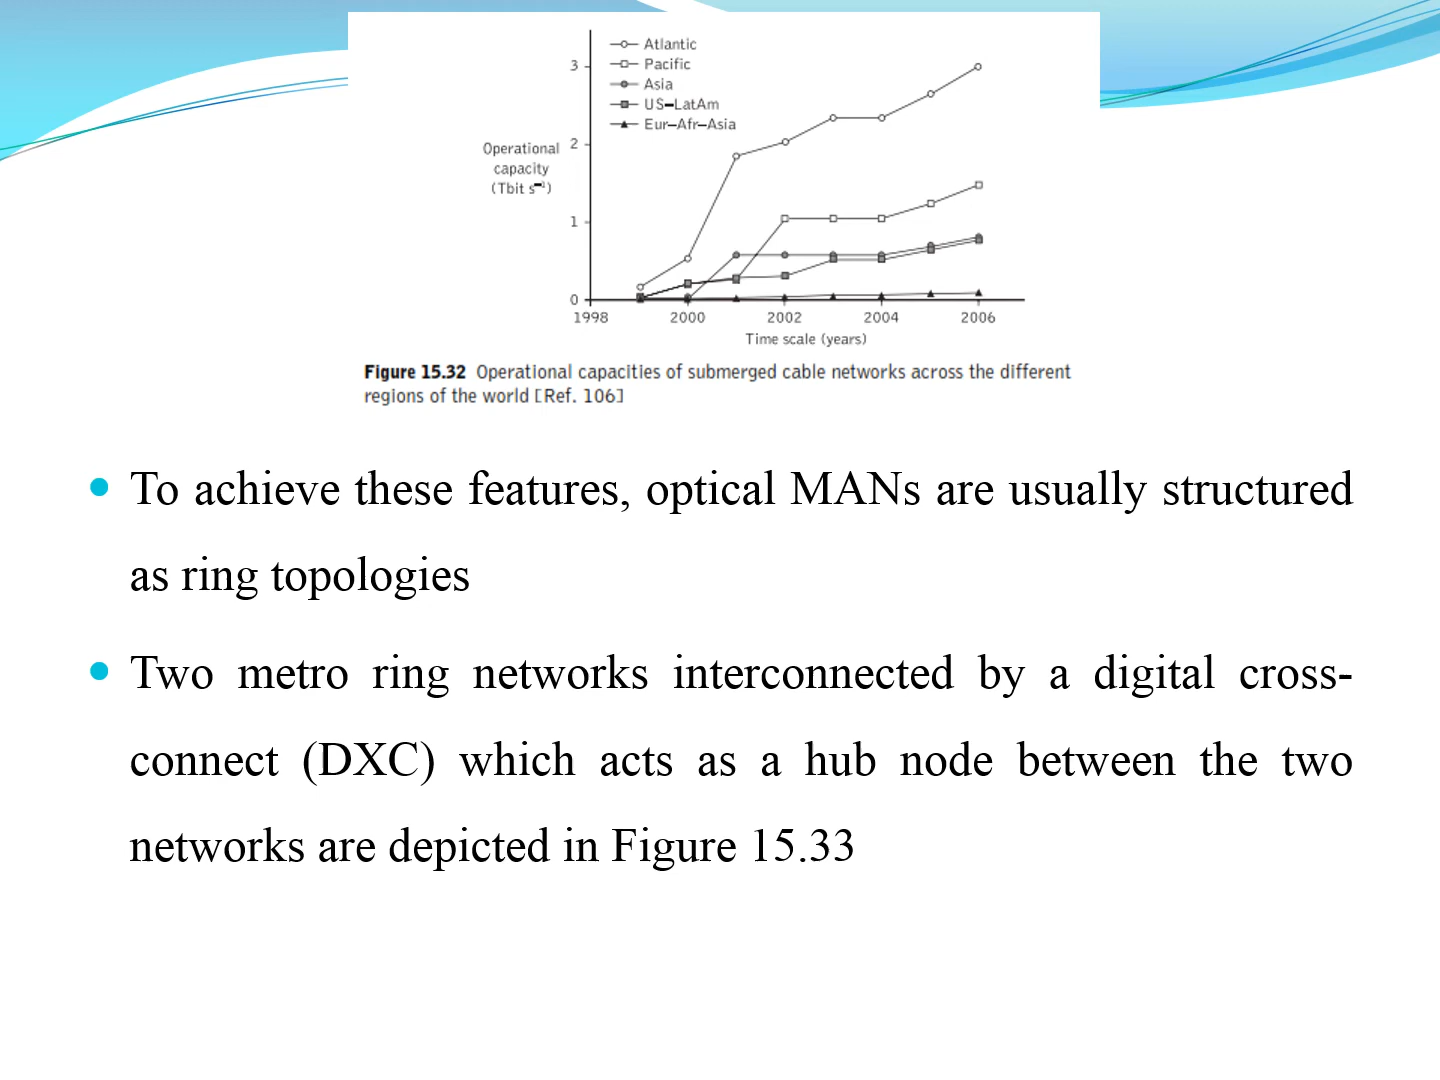 Atlantic
Pacific
Asia
US–LatAm
Eur–Afr–Asia
3
2
1
0
Operational
capacity
(Tbit s⁻¹)
1998 2000 2002 2004 2006
Time scale (years)
Figure 15.32 Operational capacities of submerged cable networks across the different
regions of the world [Ref. 106]
• To achieve these features, optical MANs are usually structured
as ring topologies
• Two metro ring networks interconnected by a digital cross-
connect (DXC) which acts as a hub node between the two
networks are depicted in Figure 15.33